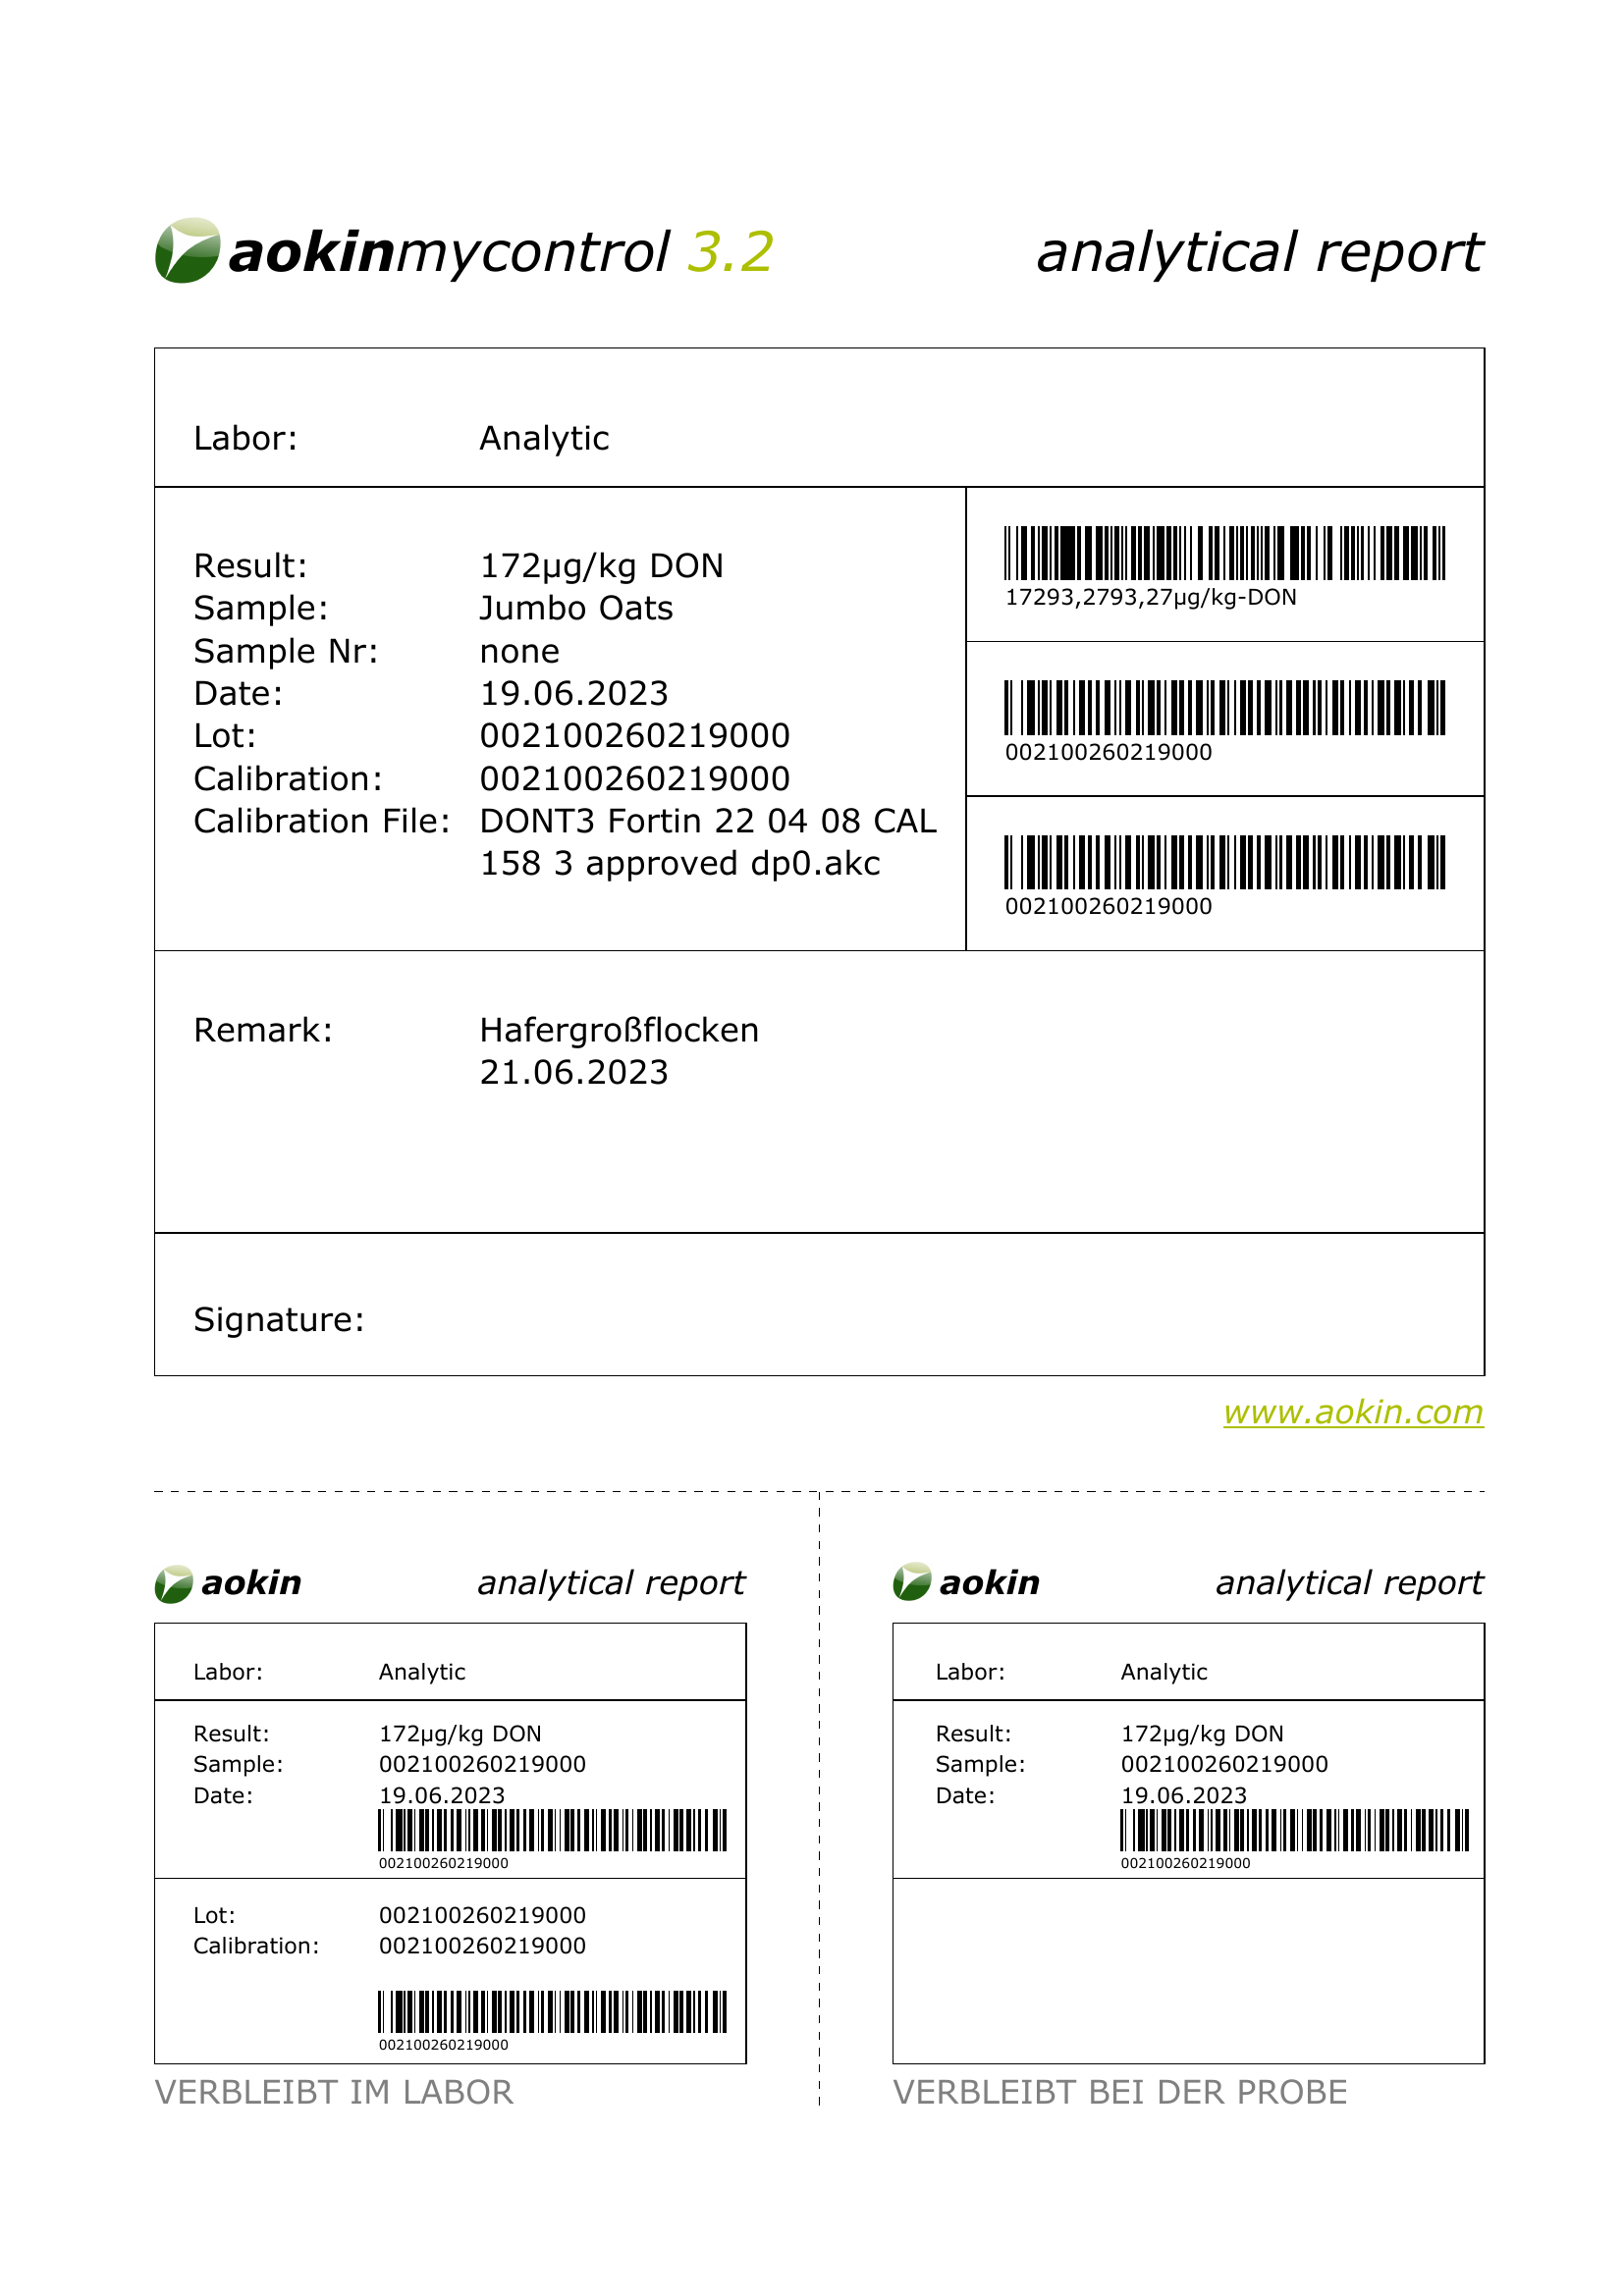 aokinmycontrol 3.2 analytical report
Labor: Analytic
Result: 172µg/kg DON
Sample: Jumbo Oats
Sample Nr: none
Date: 19.06.2023
Lot: 002100260219000
Calibration: 002100260219000
Calibration File: DONT3 Fortin 22 04 08 CAL
158 3 approved dp0.akc
17293,2793,27µg/kg-DON
002100260219000
002100260219000
Remark: Hafergroßflocken
21.06.2023
Signature:
www.aokin.com
aokin analytical report
Labor: Analytic
Result: 172µg/kg DON
Sample: 002100260219000
Date: 19.06.2023
002100260219000
Lot: 002100260219000
Calibration: 002100260219000
002100260219000
VERBLEIBT IM LABOR
aokin analytical report
Labor: Analytic
Result: 172µg/kg DON
Sample: 002100260219000
Date: 19.06.2023
002100260219000
VERBLEIBT BEI DER PROBE